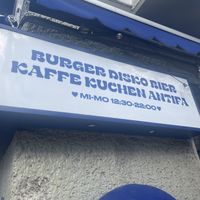 BURGER DISKO BIER
KAFFE KUCHEN ANTIFA
♥ MI-MO 12:30-22:00 ♥